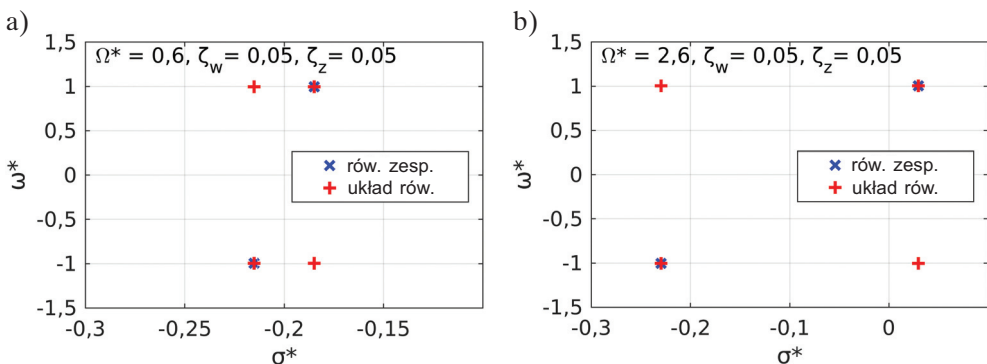 a)
Ω* = 0,6, ζw = 0,05, ζz = 0,05
1,5
1
0,5
0
-0,5
-1
-1,5
ω*
rów. zesp.
układ rów.
-0,3
-0,25
-0,2
-0,15
σ*
b)
Ω* = 2,6, ζw = 0,05, ζz = 0,05
1,5
1
0,5
0
-0,5
-1
-1,5
ω*
rów. zesp.
układ rów.
-0,3
-0,2
-0,1
0
σ*